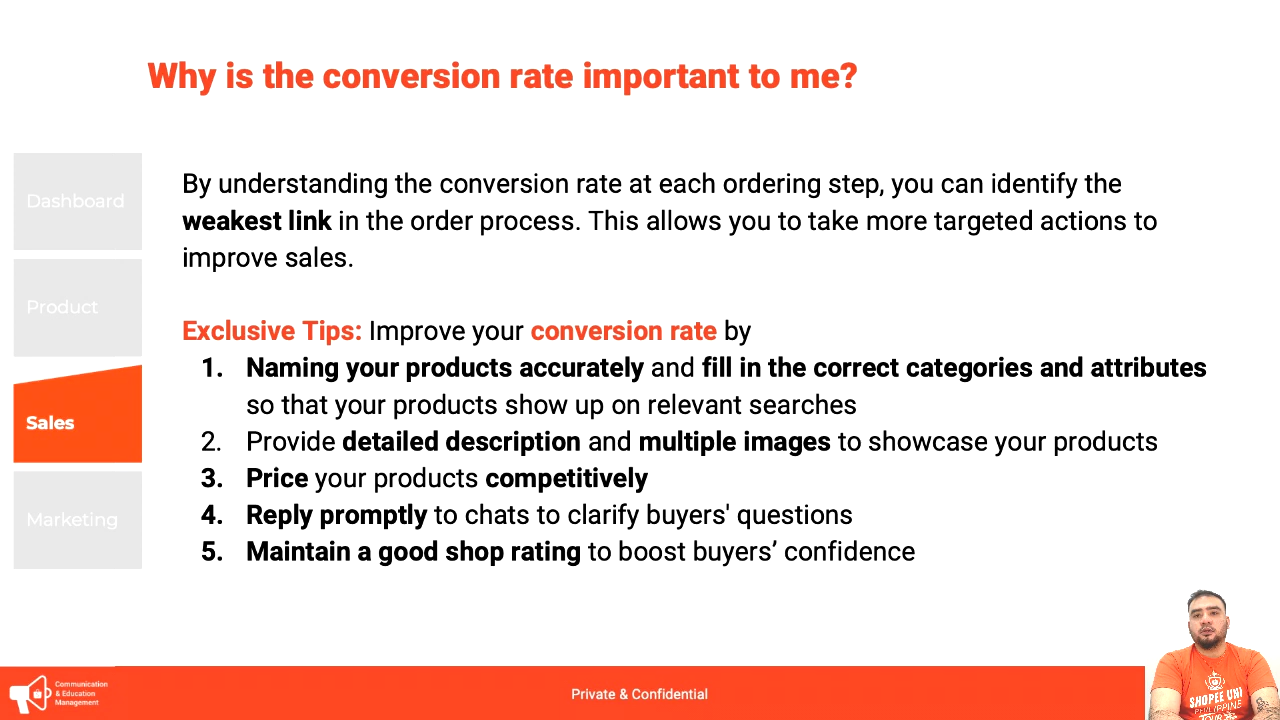 Why is the conversion rate important to me?
Dashboard
Product
Sales
Marketing
By understanding the conversion rate at each ordering step, you can identify the
weakest link in the order process. This allows you to take more targeted actions to
improve sales.
Exclusive Tips: Improve your conversion rate by
1. Naming your products accurately and fill in the correct categories and attributes
so that your products show up on relevant searches
2. Provide detailed description and multiple images to showcase your products
3. Price your products competitively
4. Reply promptly to chats to clarify buyers' questions
5. Maintain a good shop rating to boost buyers’ confidence
Communication
& Education
Management
Private & Confidential
SHOPEE UNI
PHILIPPINE
TOUR